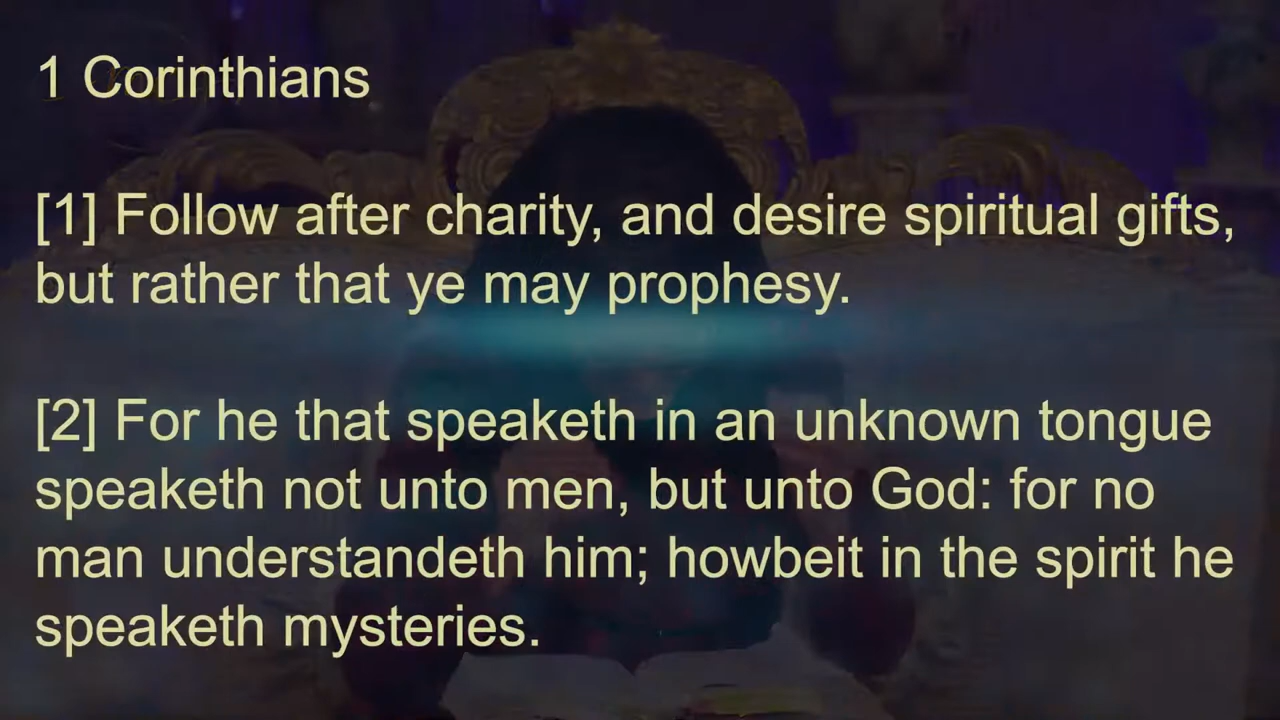 1 Corinthians
[1] Follow after charity, and desire spiritual gifts,
but rather that ye may prophesy.
[2] For he that speaketh in an unknown tongue
speaketh not unto men, but unto God: for no
man understandeth him; howbeit in the spirit he
speaketh mysteries.